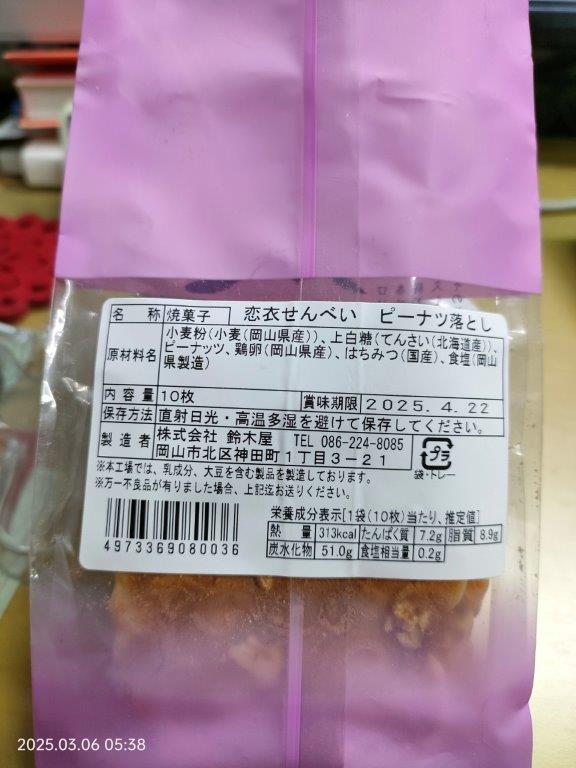 名 称 焼菓子 恋衣せんべい ピーナツ落とし
原材料名 小麦粉(小麦(岡山県産))、上白糖(てんさい(北海道産))、
ピーナッツ、鶏卵(岡山県産)、はちみつ(国産)、食塩(岡山
県製造)
内容量 10枚 賞味期限 2025. 4. 22
保存方法 直射日光・高温多湿を避けて保存してください。
製造者 株式会社 鈴木屋 TEL 086-224-8085
岡山市北区神田町1丁目3-21
プラ
袋・トレー
※本工場では、乳成分、大豆を含む製品を製造しております。
※万一不良品が有りました場合、上記迄お送りください。
栄養成分表示[1袋(10枚)当たり、推定値]
熱量 313kcal たんぱく質 7.2g 脂質 8.9g
炭水化物 51.0g 食塩相当量 0.2g
4973369080036
2025.03.06 05:38